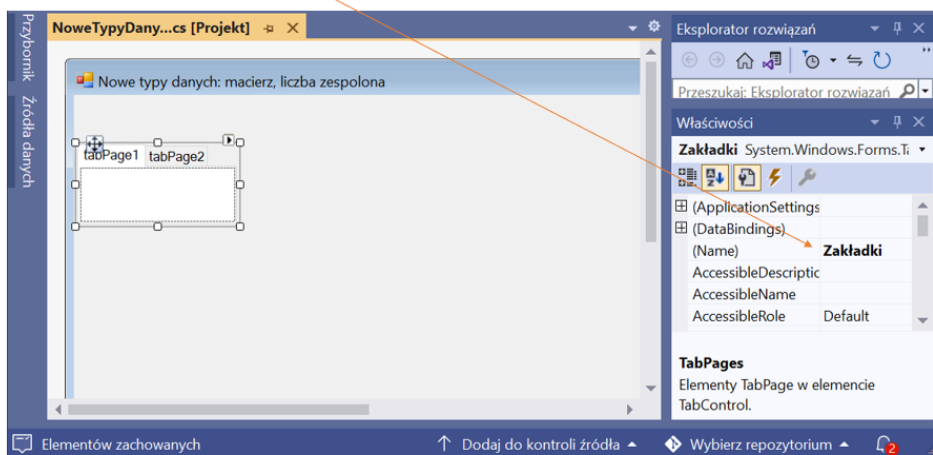 Przybornik
Źródła danych
NoweTypyDany...cs [Projekt]
Nowe typy danych: macierz, liczba zespolona
tabPage1 tabPage2
Eksplorator rozwiązań
Przeszukaj: Eksplorator rozwiązań
Właściwości
Zakładki System.Windows.Forms.Ta
(ApplicationSettings
(DataBindings)
(Name) Zakładki
AccessibleDescriptic
AccessibleName
AccessibleRole Default
TabPages
Elementy TabPage w elemencie
TabControl.
Elementów zachowanych
Dodaj do kontroli źródła
Wybierz repozytorium
2